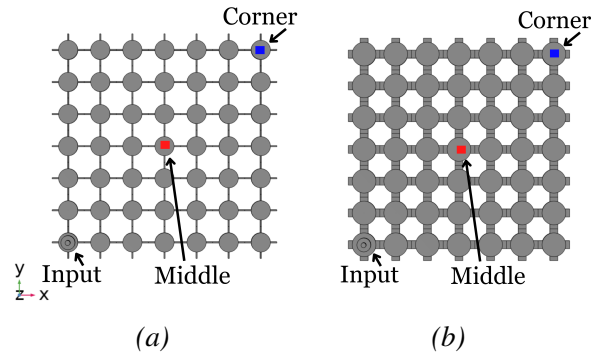 Corner
Input
Middle
y
z
x
(a)
Corner
Input
Middle
(b)